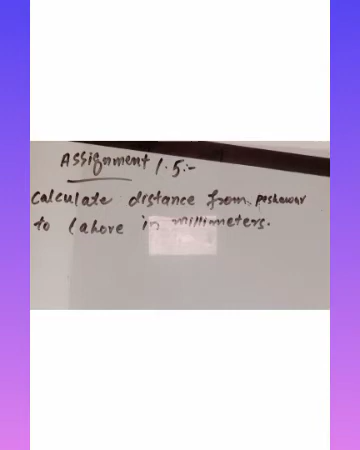 Assignment 1.5:-
Calculate distance from peshawar
to Lahore in millimeters.